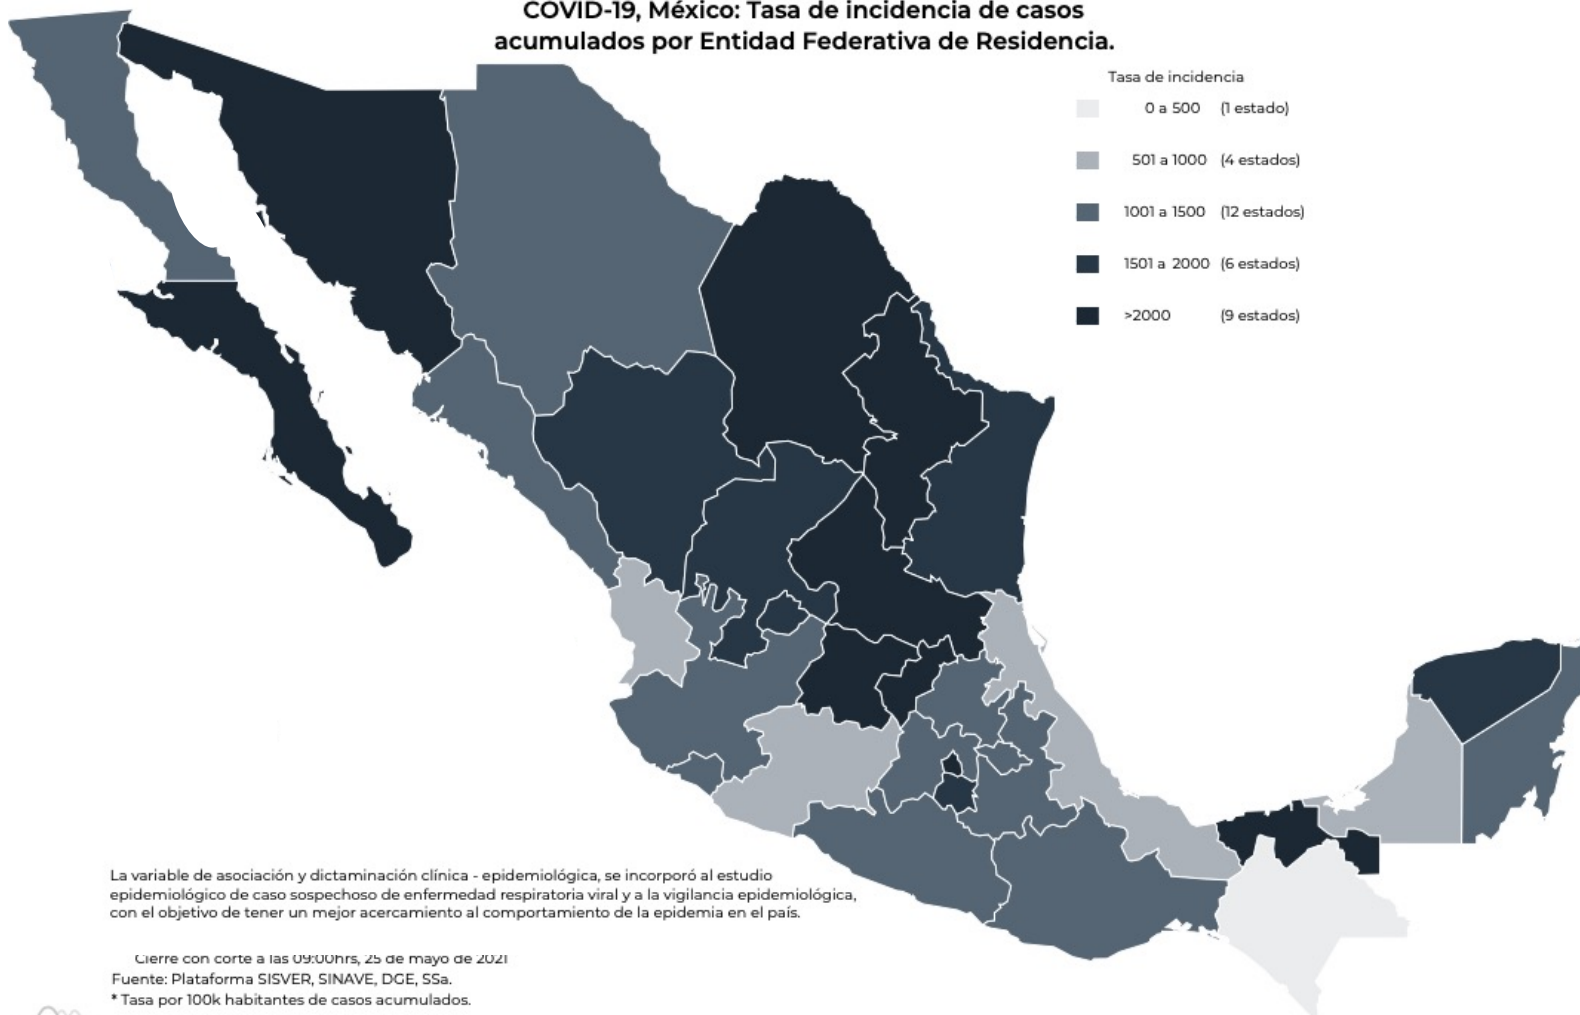 COVID-19, México: Tasa de incidencia de casos
acumulados por Entidad Federativa de Residencia.
Tasa de incidencia
0 a 500 (1 estado)
501 a 1000 (4 estados)
1001 a 1500 (12 estados)
1501 a 2000 (6 estados)
>2000 (9 estados)
La variable de asociación y dictaminación clínica - epidemiológica, se incorporó al estudio
epidemiológico de caso sospechoso de enfermedad respiratoria viral y a la vigilancia epidemiológica,
con el objetivo de tener un mejor acercamiento al comportamiento de la epidemia en el país.
Cierre con corte a las 09:00hrs, 25 de mayo de 2021
Fuente: Plataforma SISVER, SINAVE, DGE, SSa.
* Tasa por 100k habitantes de casos acumulados.